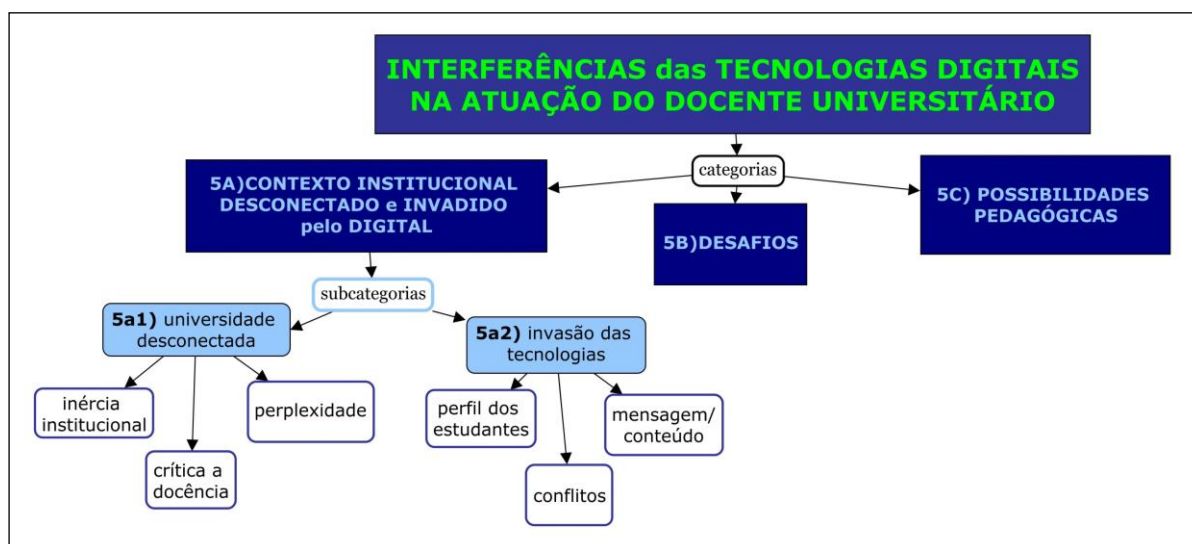 INTERFERÊNCIAS das TECNOLOGIAS DIGITAIS
NA ATUAÇÃO DO DOCENTE UNIVERSITÁRIO
categorias
5A)CONTEXTO INSTITUCIONAL
DESCONECTADO e INVADIDO
pelo DIGITAL
5B)DESAFIOS
5C) POSSIBILIDADES
PEDAGÓGICAS
subcategorias
5a1) universidade
desconectada
5a2) invasão das
tecnologias
inércia
institucional
crítica a
docência
perplexidade
perfil dos
estudantes
conflitos
mensagem/
conteúdo